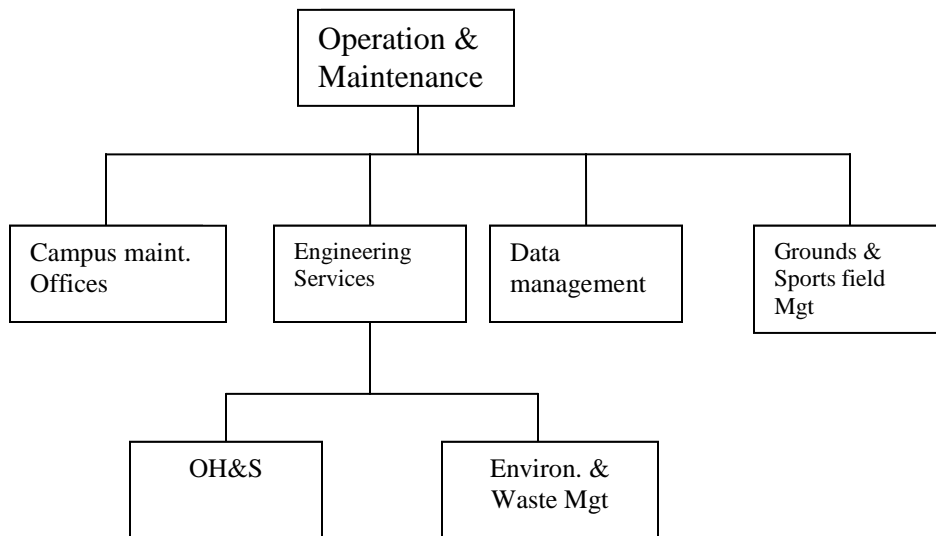 Operation &
Maintenance
Campus maint.
Offices
Engineering
Services
Data
management
Grounds &
Sports field
Mgt
OH&S
Environ. &
Waste Mgt